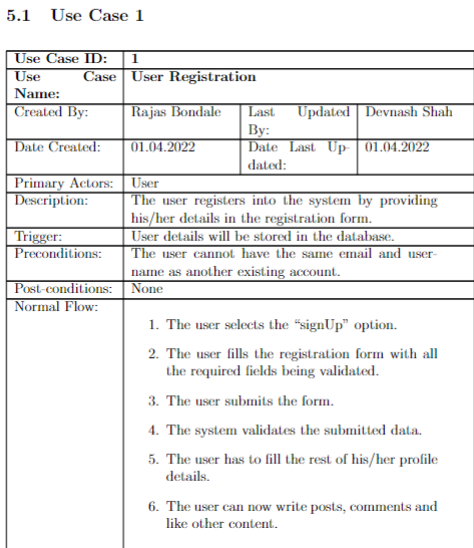 5.1 Use Case 1
Use Case ID: 1
Use Case Name: User Registration
Created By: Rajas Bondale Last Updated By: Devnash Shah
Date Created: 01.04.2022 Date Last Up-dated: 01.04.2022
Primary Actors: User
Description: The user registers into the system by providing
his/her details in the registration form.
Trigger: User details will be stored in the database.
Preconditions: The user cannot have the same email and user-
name as another existing account.
Post-conditions: None
Normal Flow:
1. The user selects the “signUp” option.
2. The user fills the registration form with all
the required fields being validated.
3. The user submits the form.
4. The system validates the submitted data.
5. The user has to fill the rest of his/her profile
details.
6. The user can now write posts, comments and
like other content.